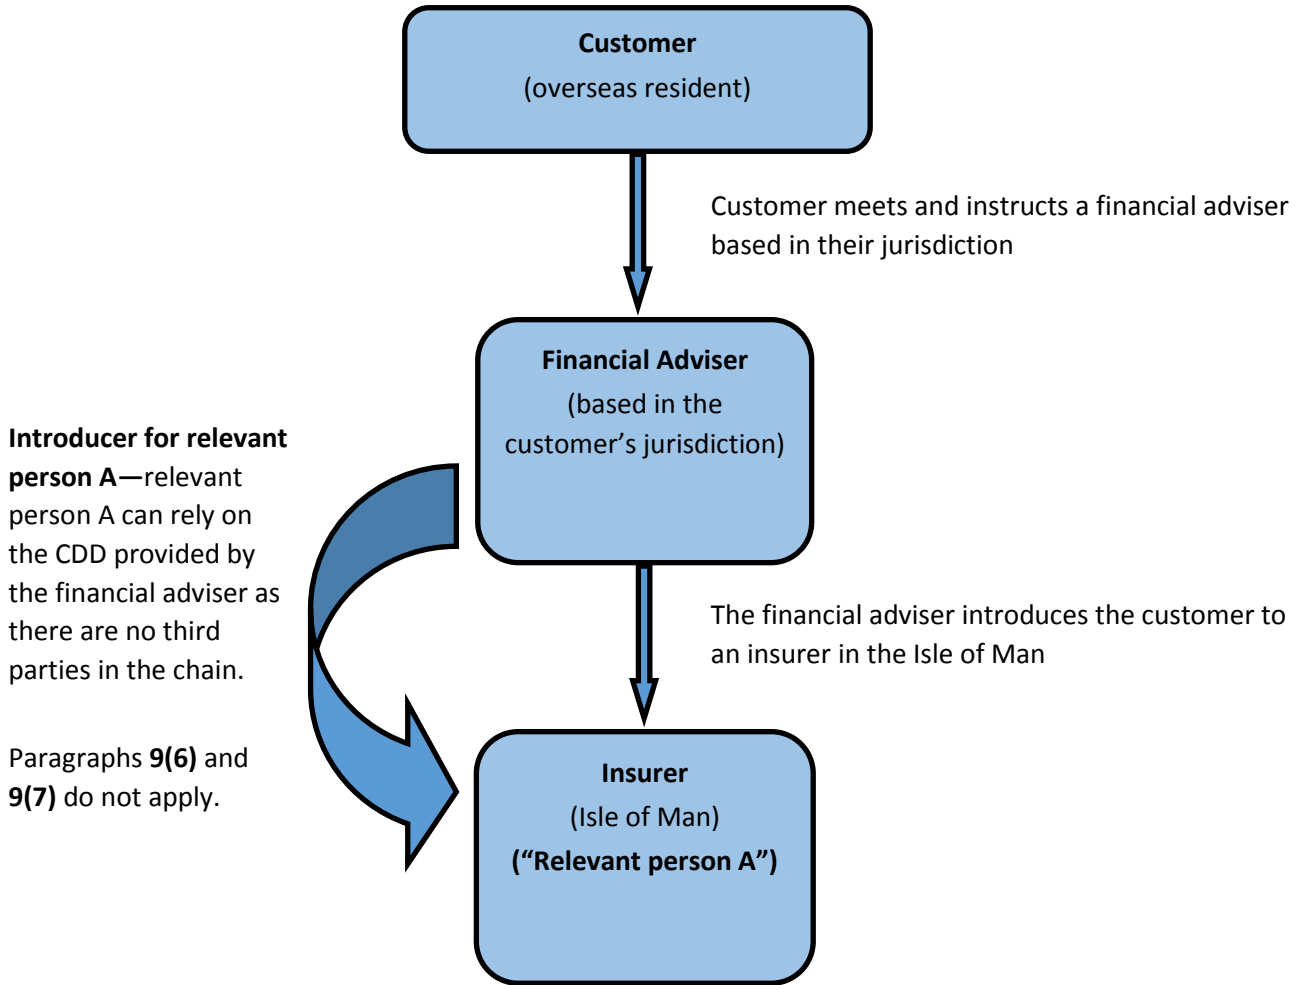 Customer
(overseas resident)
Customer meets and instructs a financial adviser
based in their jurisdiction
Financial Adviser
(based in the
customer’s jurisdiction)
Introducer for relevant
person A—relevant
person A can rely on
the CDD provided by
the financial adviser as
there are no third
parties in the chain.
Paragraphs 9(6) and
9(7) do not apply.
The financial adviser introduces the customer to
an insurer in the Isle of Man
Insurer
(Isle of Man)
(“Relevant person A”)